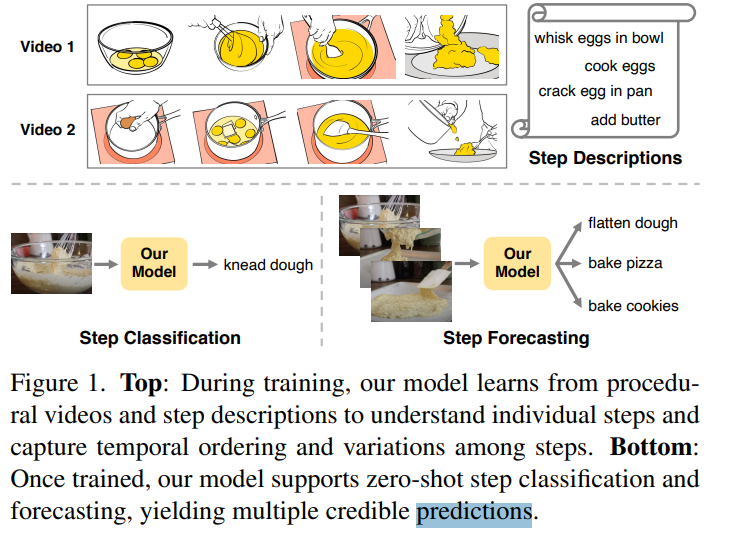 Video 1
whisk eggs in bowl
cook eggs
crack egg in pan
add butter
Video 2
Step Descriptions
Our
Model
knead dough
Step Classification
Our
Model
flatten dough
bake pizza
bake cookies
Step Forecasting
Figure 1. Top: During training, our model learns from procedu-
ral videos and step descriptions to understand individual steps and
capture temporal ordering and variations among steps. Bottom:
Once trained, our model supports zero-shot step classification and
forecasting, yielding multiple credible predictions.